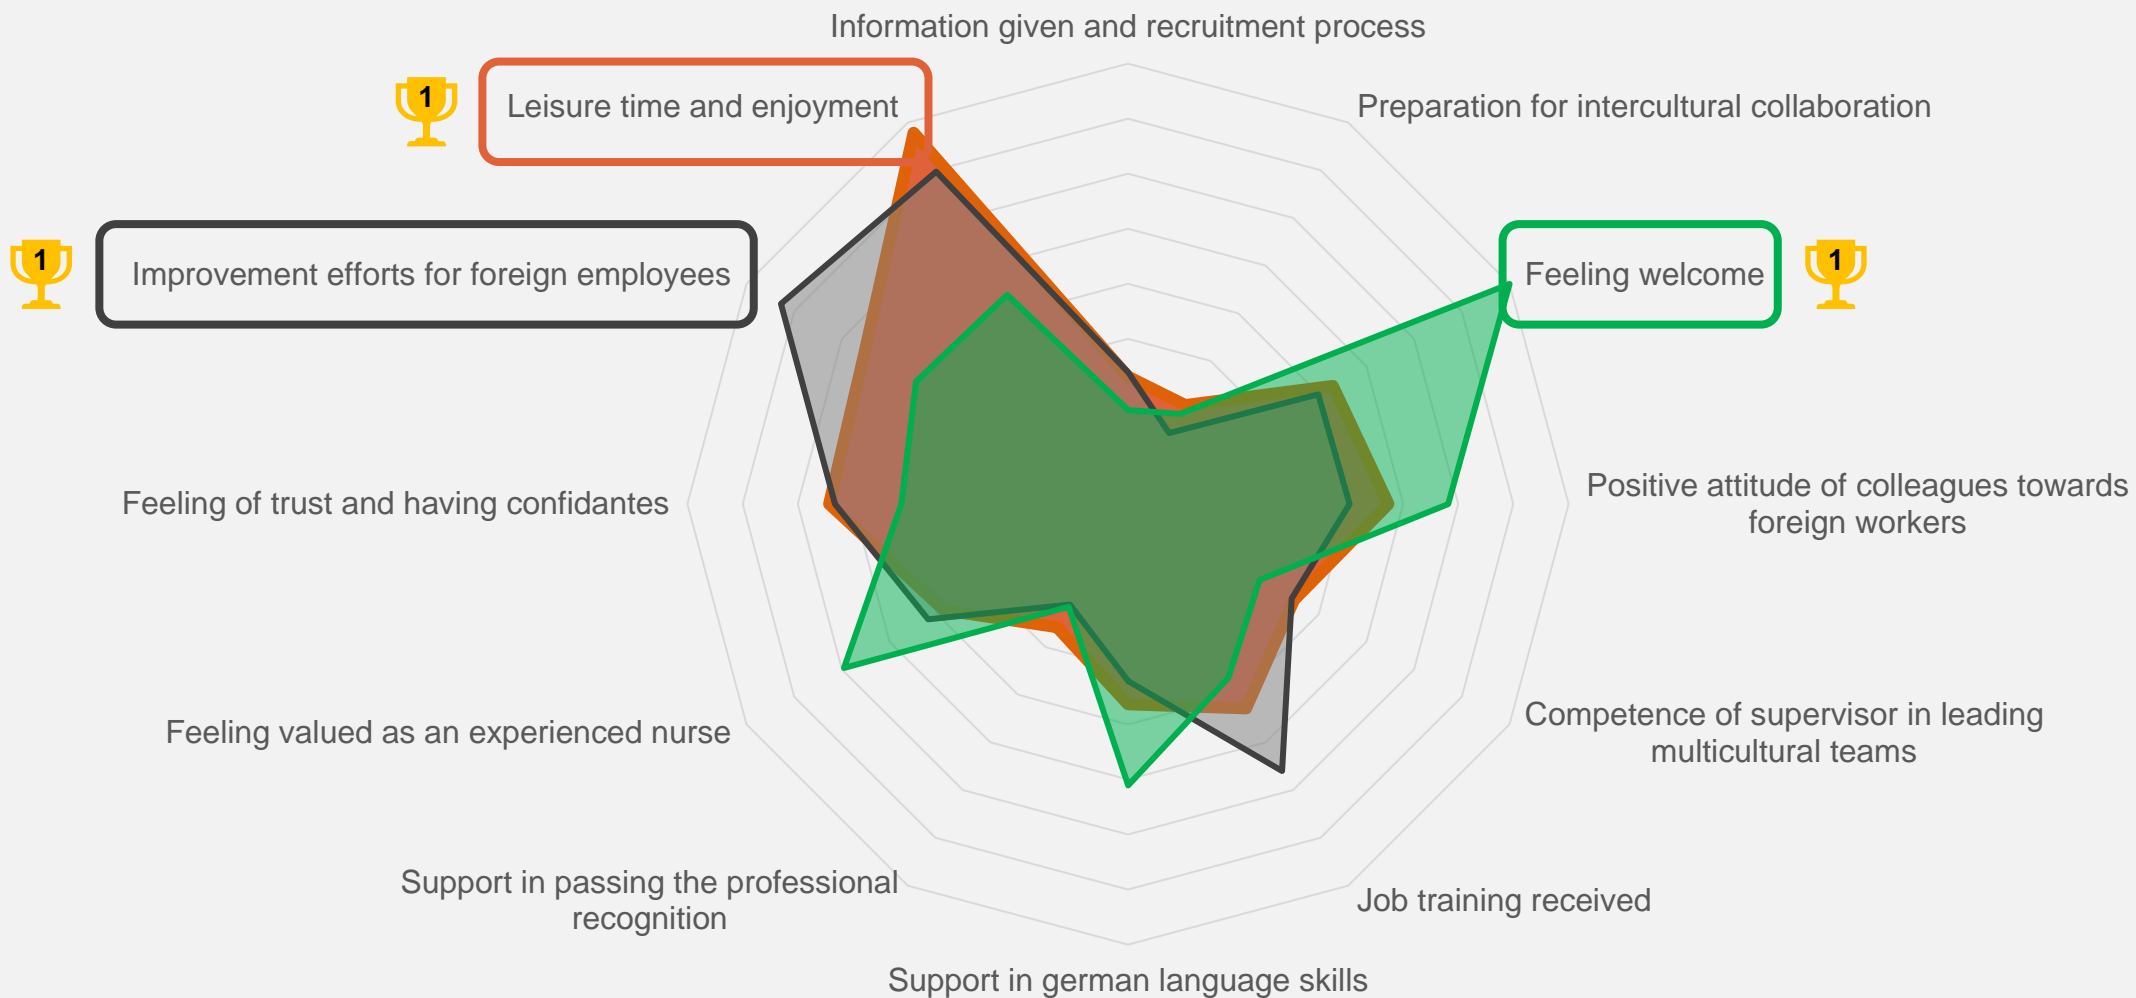 Information given and recruitment process
1
Leisure time and enjoyment
Preparation for intercultural collaboration
1
Improvement efforts for foreign employees
Feeling welcome
1
Feeling of trust and having confidantes
Positive attitude of colleagues towards
foreign workers
Feeling valued as an experienced nurse
Competence of supervisor in leading
multicultural teams
Support in passing the professional
recognition
Job training received
Support in german language skills